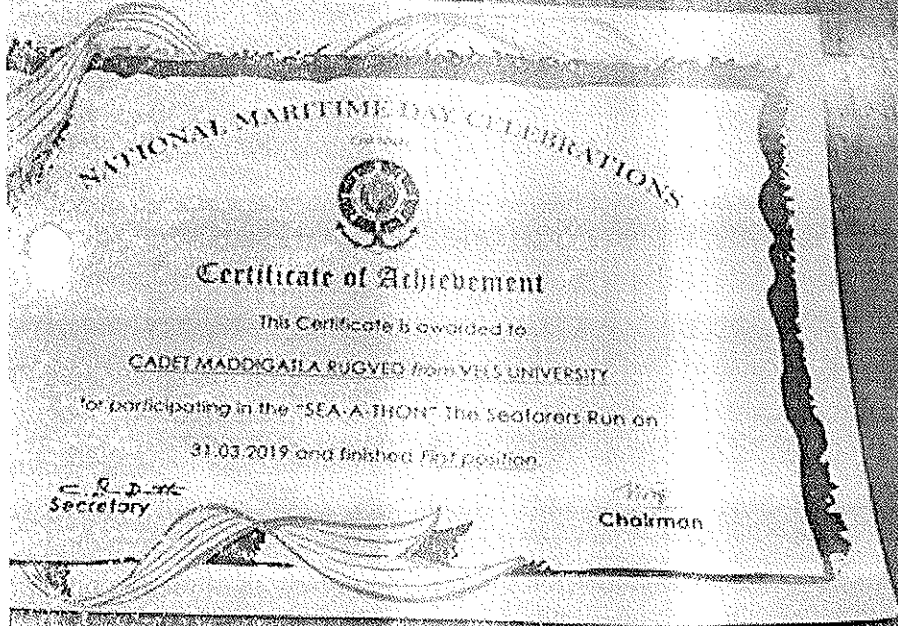 NATIONAL MARITIME DAY CELEBRATIONS
Certificate of Achievement
This Certificate is awarded to
CADET MADDIGATLA RUGVED from VELS UNIVERSITY
for participating in the "SEA-A-THON" The Seafarers Run on
31.03.2019 and finished First position
Secretary
Chairman